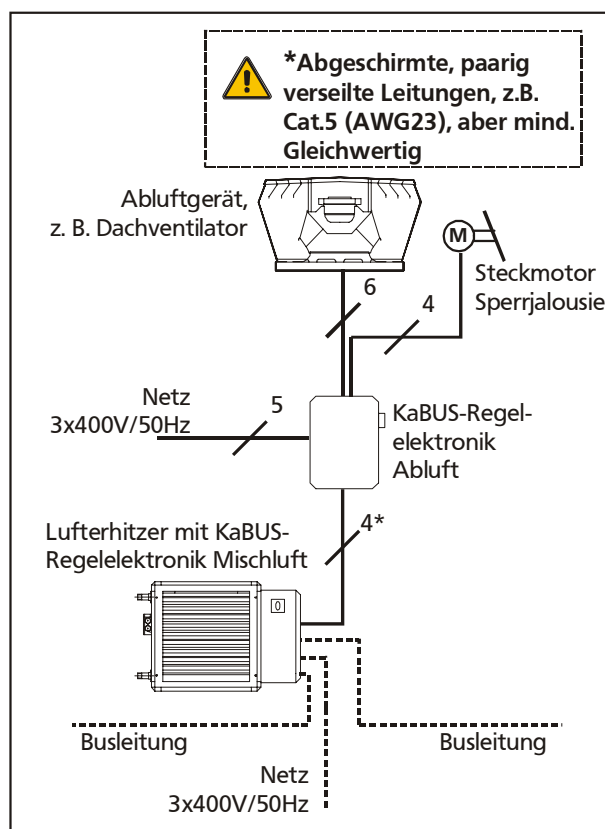 *Abgeschirmte, paarig
verseilte Leitungen, z.B.
Cat.5 (AWG23), aber mind.
Gleichwertig
Abluftgerät,
z. B. Dachventilator
M
Steckmotor
Sperrjalousie
6
4
Netz
3x400V/50Hz
5
KaBUS-Regel-
elektronik
Abluft
4*
Lufterhitzer mit KaBUS-
Regelelektronik Mischluft
0
Busleitung
Busleitung
Netz
3x400V/50Hz